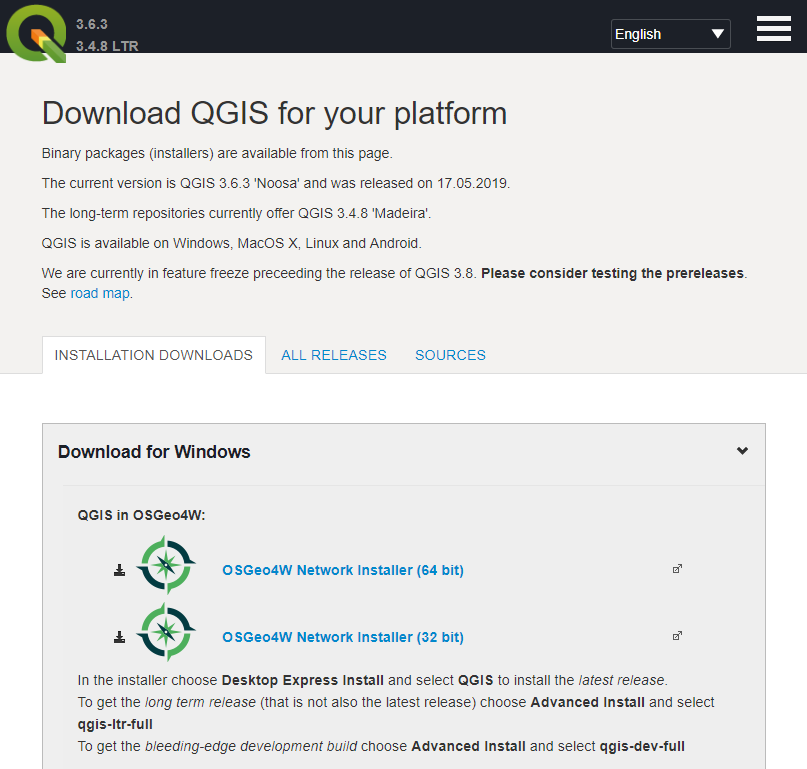 3.6.3
3.4.8 LTR
English
Download QGIS for your platform
Binary packages (installers) are available from this page.
The current version is QGIS 3.6.3 'Noosa' and was released on 17.05.2019.
The long-term repositories currently offer QGIS 3.4.8 'Madeira'.
QGIS is available on Windows, MacOS X, Linux and Android.
We are currently in feature freeze preceeding the release of QGIS 3.8. Please consider testing the prereleases.
See road map.
INSTALLATION DOWNLOADS ALL RELEASES SOURCES
Download for Windows
QGIS in OSGeo4W:
OSGeo4W Network Installer (64 bit)
OSGeo4W Network Installer (32 bit)
In the installer choose Desktop Express Install and select QGIS to install the latest release.
To get the long term release (that is not also the latest release) choose Advanced Install and select
qgis-ltr-full
To get the bleeding-edge development build choose Advanced Install and select qgis-dev-full